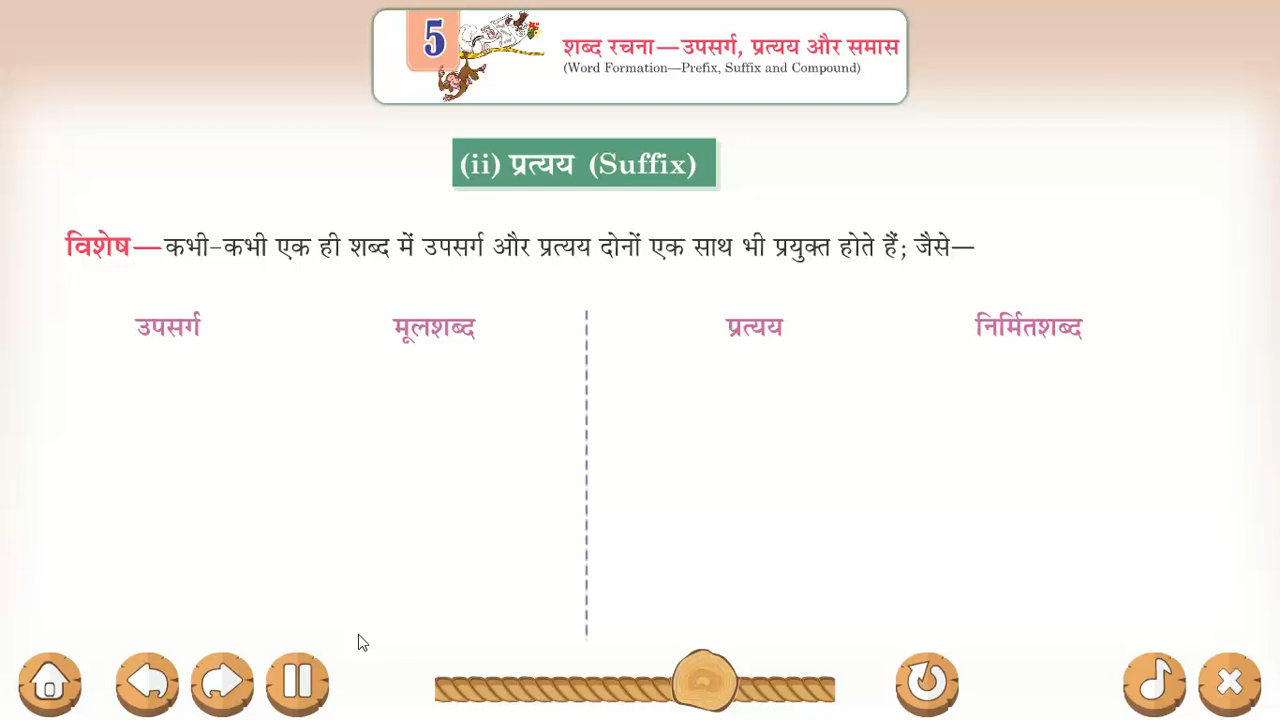 5
शब्द रचना—उपसर्ग, प्रत्यय और समास
(Word Formation—Prefix, Suffix and Compound)
(ii) प्रत्यय (Suffix)
विशेष—कभी-कभी एक ही शब्द में उपसर्ग और प्रत्यय दोनों एक साथ भी प्रयुक्त होते हैं; जैसे—
उपसर्ग मूलशब्द प्रत्यय निर्मितशब्द